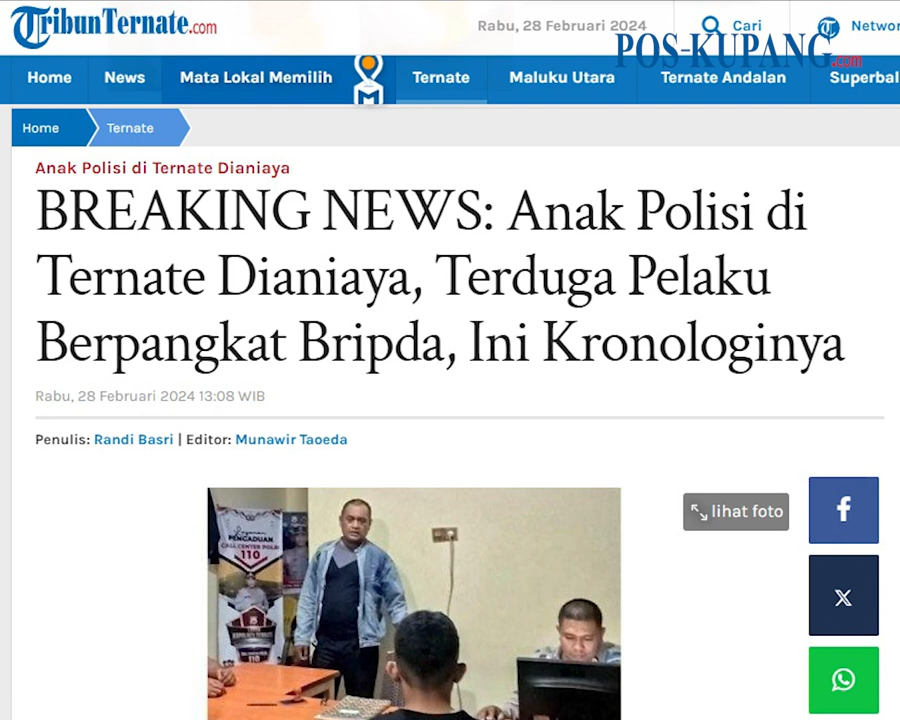 TribunTernate.com
Rabu, 28 Februari 2024
Cari
Networ
POS-KUPANG.com
Home
News
Mata Lokal Memilih
Ternate
Maluku Utara
Ternate Andalan
Superbal
Home
Ternate
Anak Polisi di Ternate Dianiaya
BREAKING NEWS: Anak Polisi di
Ternate Dianiaya, Terduga Pelaku
Berpangkat Bripda, Ini Kronologinya
Rabu, 28 Februari 2024 13:08 WIB
Penulis: Randi Basri | Editor: Munawir Taoeda
lihat foto
Layanan
PENGADUAN
CALL CENTER POLRI
110